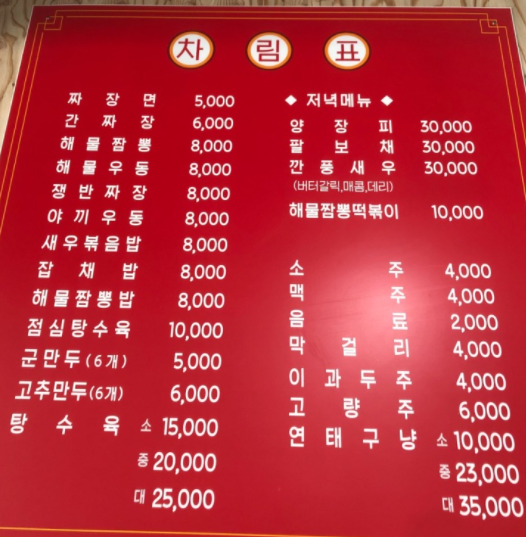 차림표
짜장면 5,000
간짜장 6,000
해물짬뽕 8,000
해물우동 8,000
쟁반짜장 8,000
야끼우동 8,000
새우볶음밥 8,000
잡채밥 8,000
해물짬뽕밥 8,000
점심탕수육 10,000
군만두(6개) 5,000
고추만두(6개) 6,000
탕수육 소 15,000
중 20,000
대 25,000
◆ 저녁메뉴 ◆
양장피 30,000
팔보채 30,000
깐풍새우 30,000
(버터갈릭,매콤,데리)
해물짬뽕떡볶이 10,000
소주 4,000
맥주 4,000
음료 2,000
막걸리 4,000
이과두주 4,000
고량주 6,000
연태구냥 소 10,000
중 23,000
대 35,000